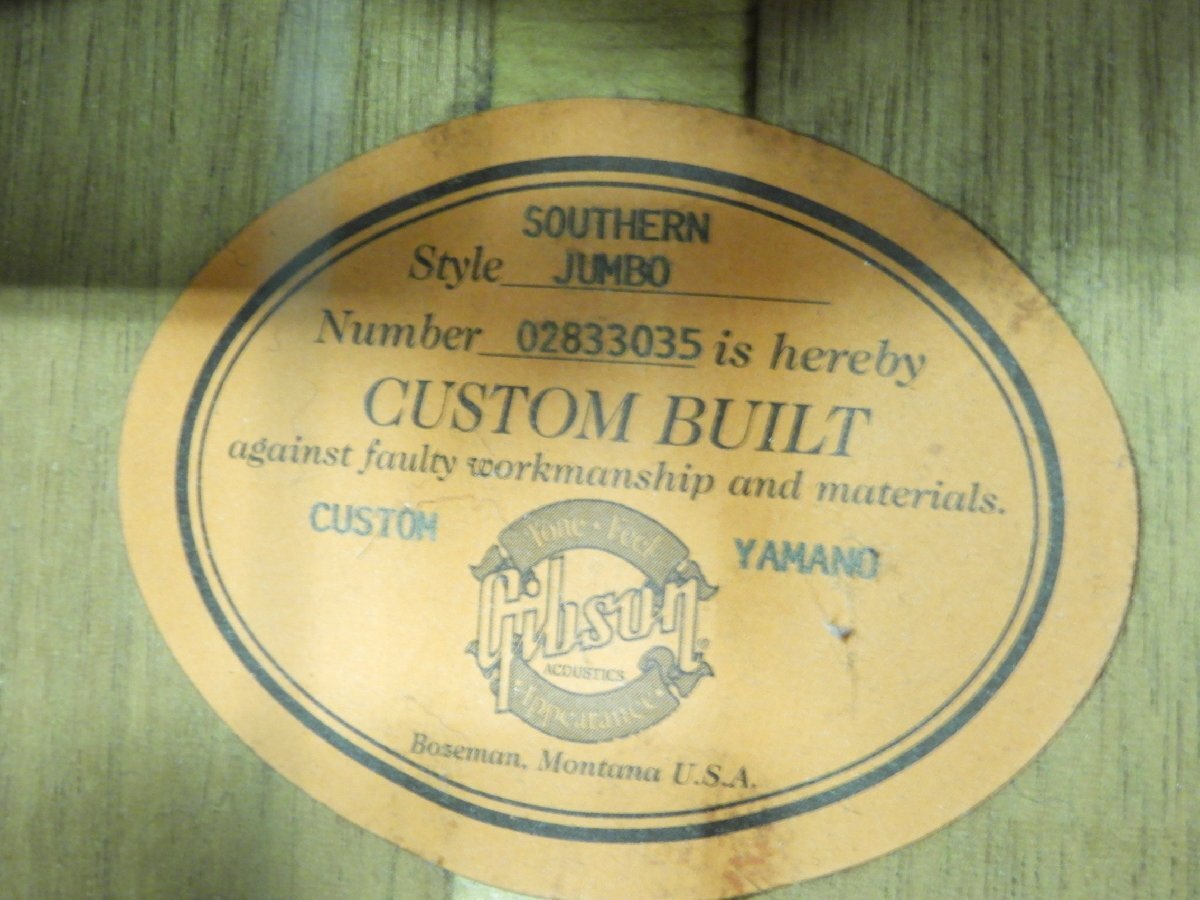 SOUTHERN
Style JUMBO
Number 02833035 is hereby
CUSTOM BUILT
against faulty workmanship and materials.
CUSTOM
YAMANO
Tone · Feel
Gibson
ACOUSTICS
· Appearance ·
Bozeman, Montana U.S.A.